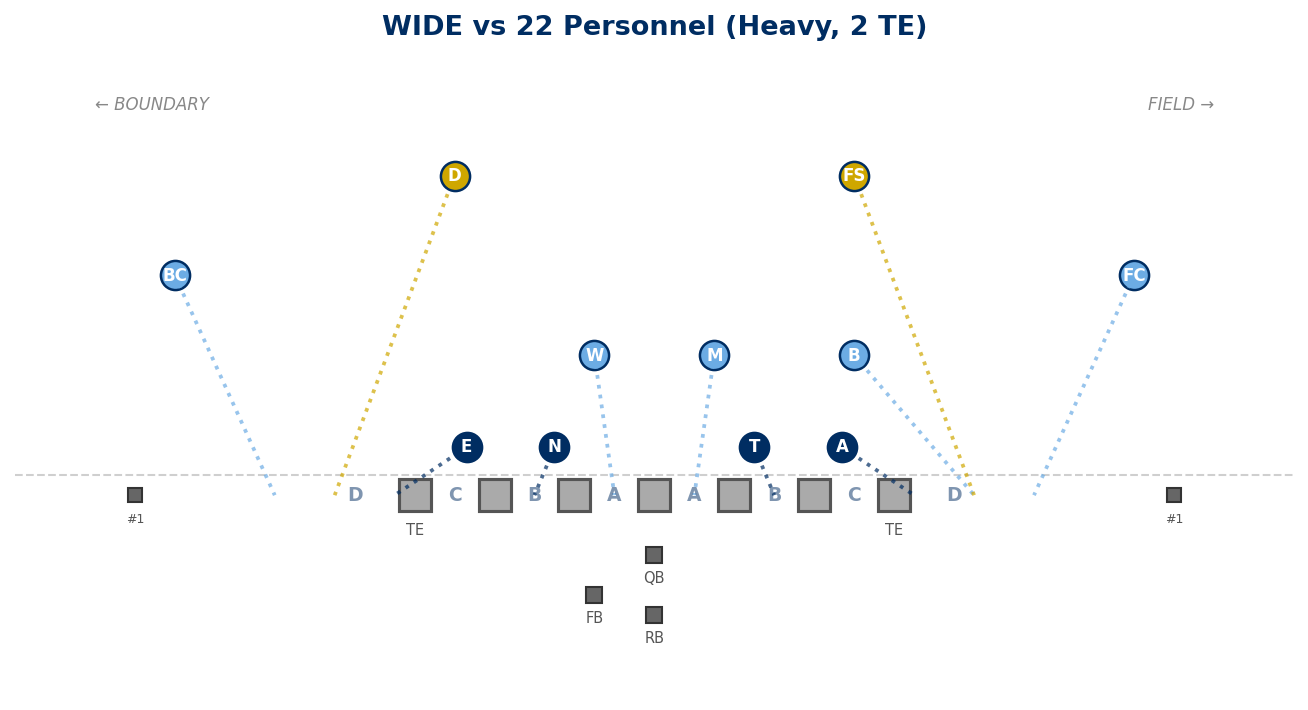 WIDE vs 22 Personnel (Heavy, 2 TE)
← BOUNDARY
FIELD →
D
FS
BC
FC
W
M
B
E
N
T
A
D
C
B
A
A
B
C
D
#1
#1
TE
TE
QB
FB
RB